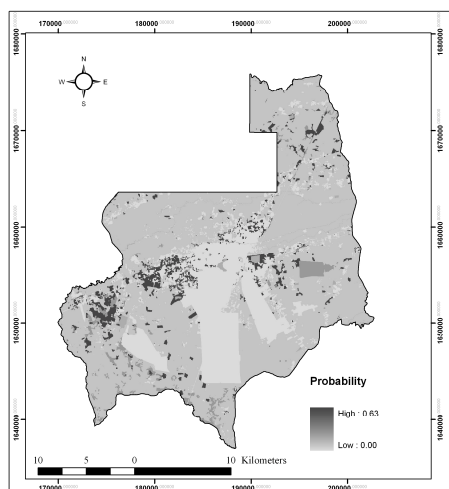 170000 180000 190000 200000
1680000
1680000
N
W E
S
1670000
1670000
1660000
1660000
1650000
1650000
Probability
High : 0.63
Low : 0.00
1640000
1640000
10 5 0 10 Kilometers
170000 180000 190000 200000